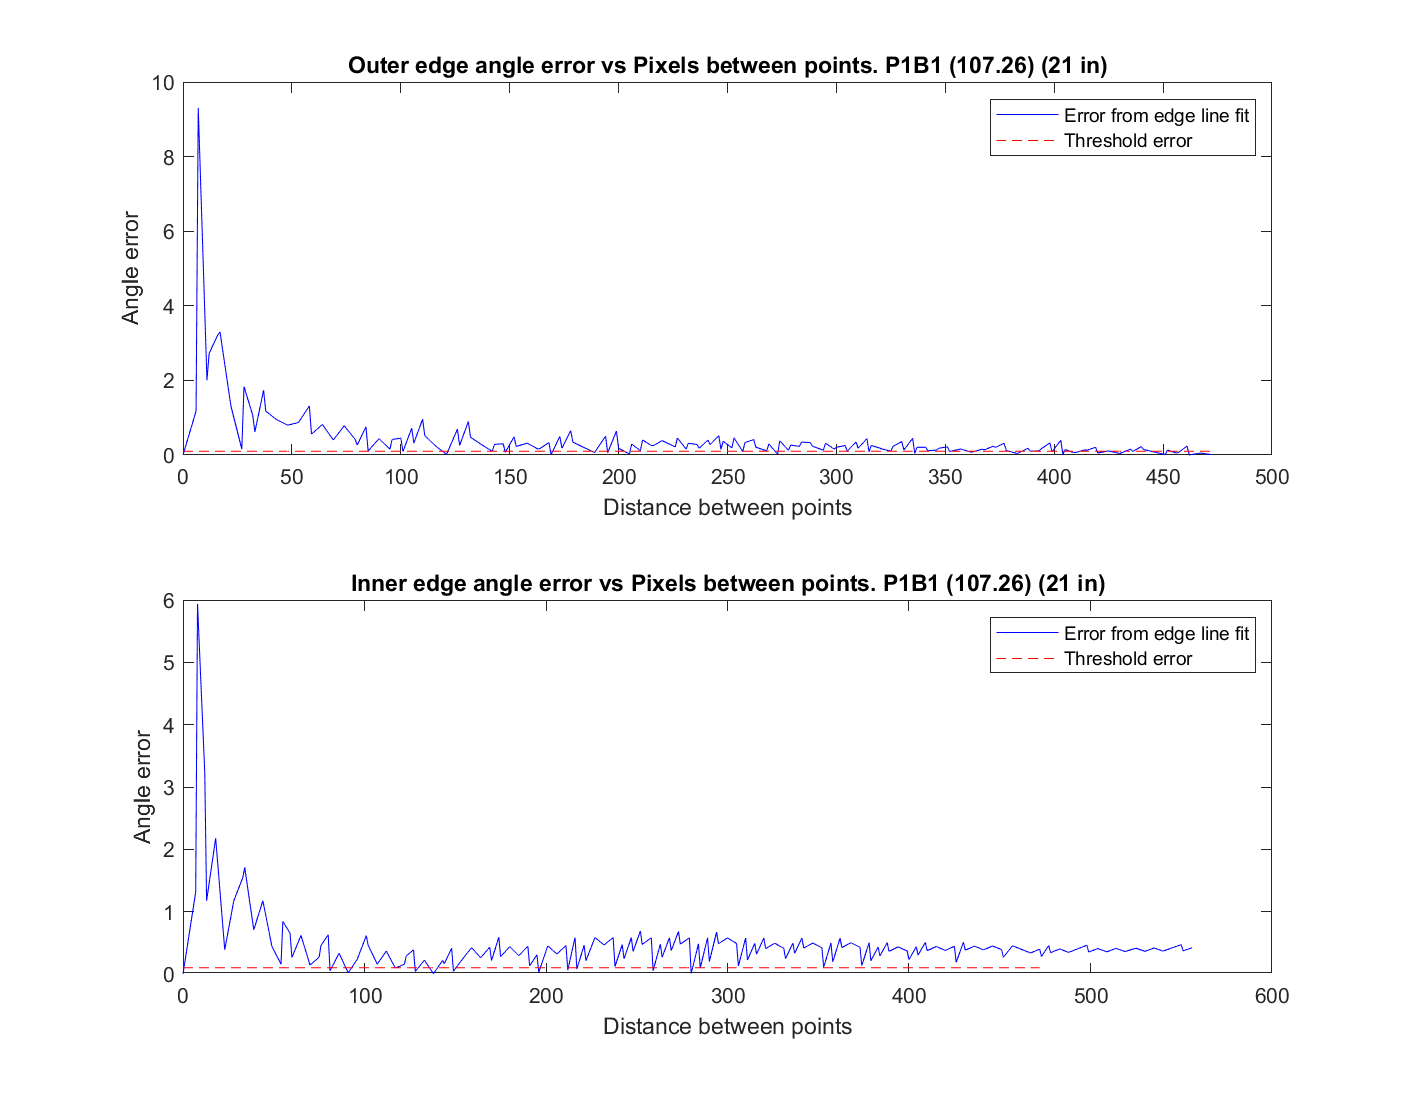 Outer edge angle error vs Pixels between points. P1B1 (107.26) (21 in)
10
8
6
4
2
0
Angle error
Error from edge line fit
Threshold error
0 50 100 150 200 250 300 350 400 450 500
Distance between points
Inner edge angle error vs Pixels between points. P1B1 (107.26) (21 in)
6
5
4
3
2
1
0
Angle error
Error from edge line fit
Threshold error
0 100 200 300 400 500 600
Distance between points